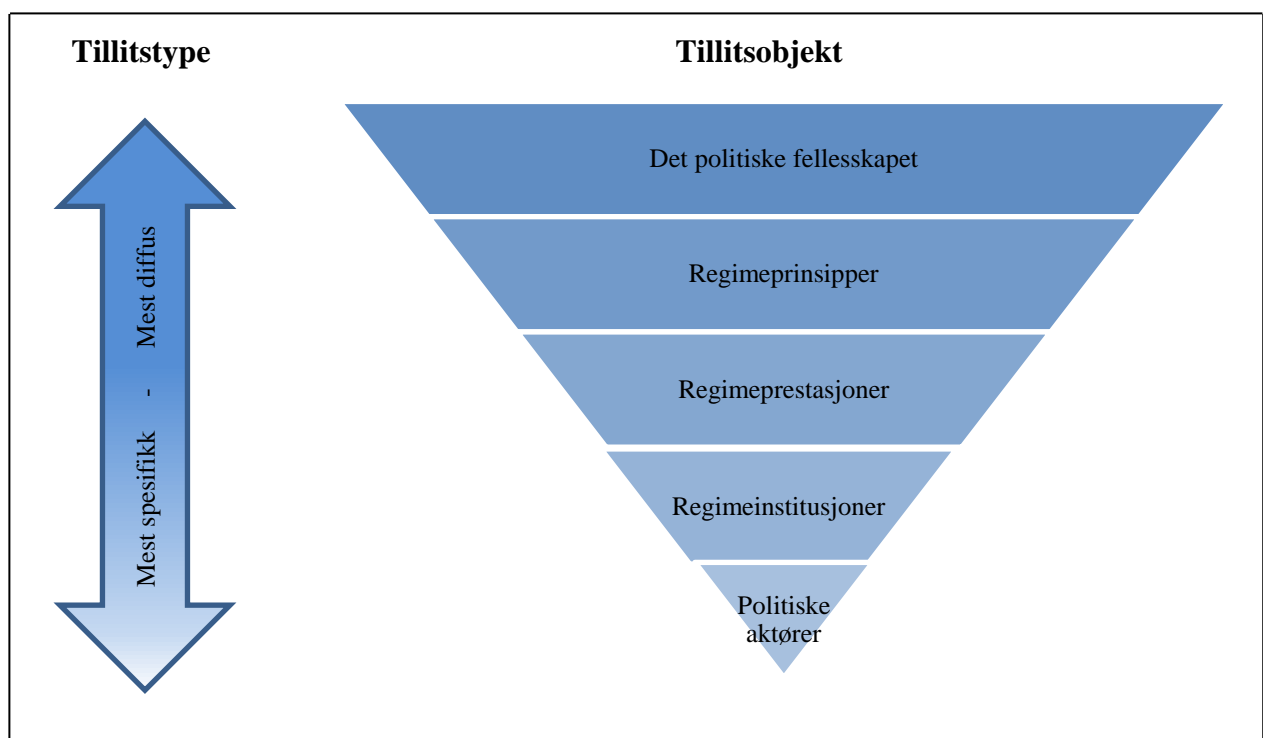 Tillitstype
Tillitsobjekt
Mest spesifikk - Mest diffus
Det politiske fellesskapet
Regimeprinsipper
Regimeprestasjoner
Regimeinstitusjoner
Politiske
aktører